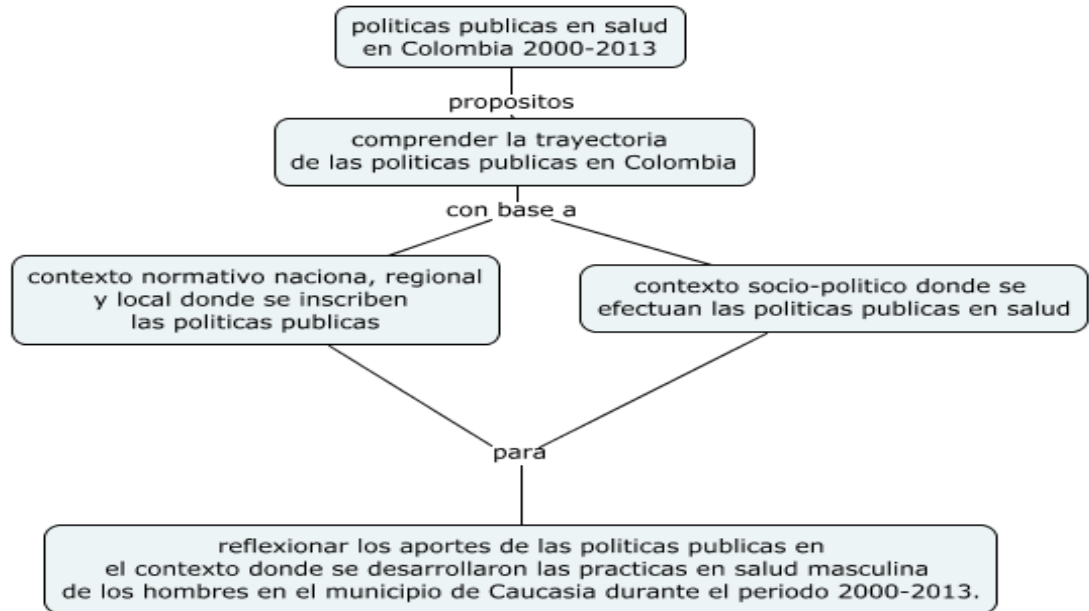 politicas publicas en salud
en Colombia 2000-2013
propositos
comprender la trayectoria
de las politicas publicas en Colombia
con base a
contexto normativo naciona, regional
y local donde se inscriben
las politicas publicas
contexto socio-politico donde se
efectuan las politicas publicas en salud
para
reflexionar los aportes de las politicas publicas en
el contexto donde se desarrollaron las practicas en salud masculina
de los hombres en el municipio de Caucasia durante el periodo 2000-2013.